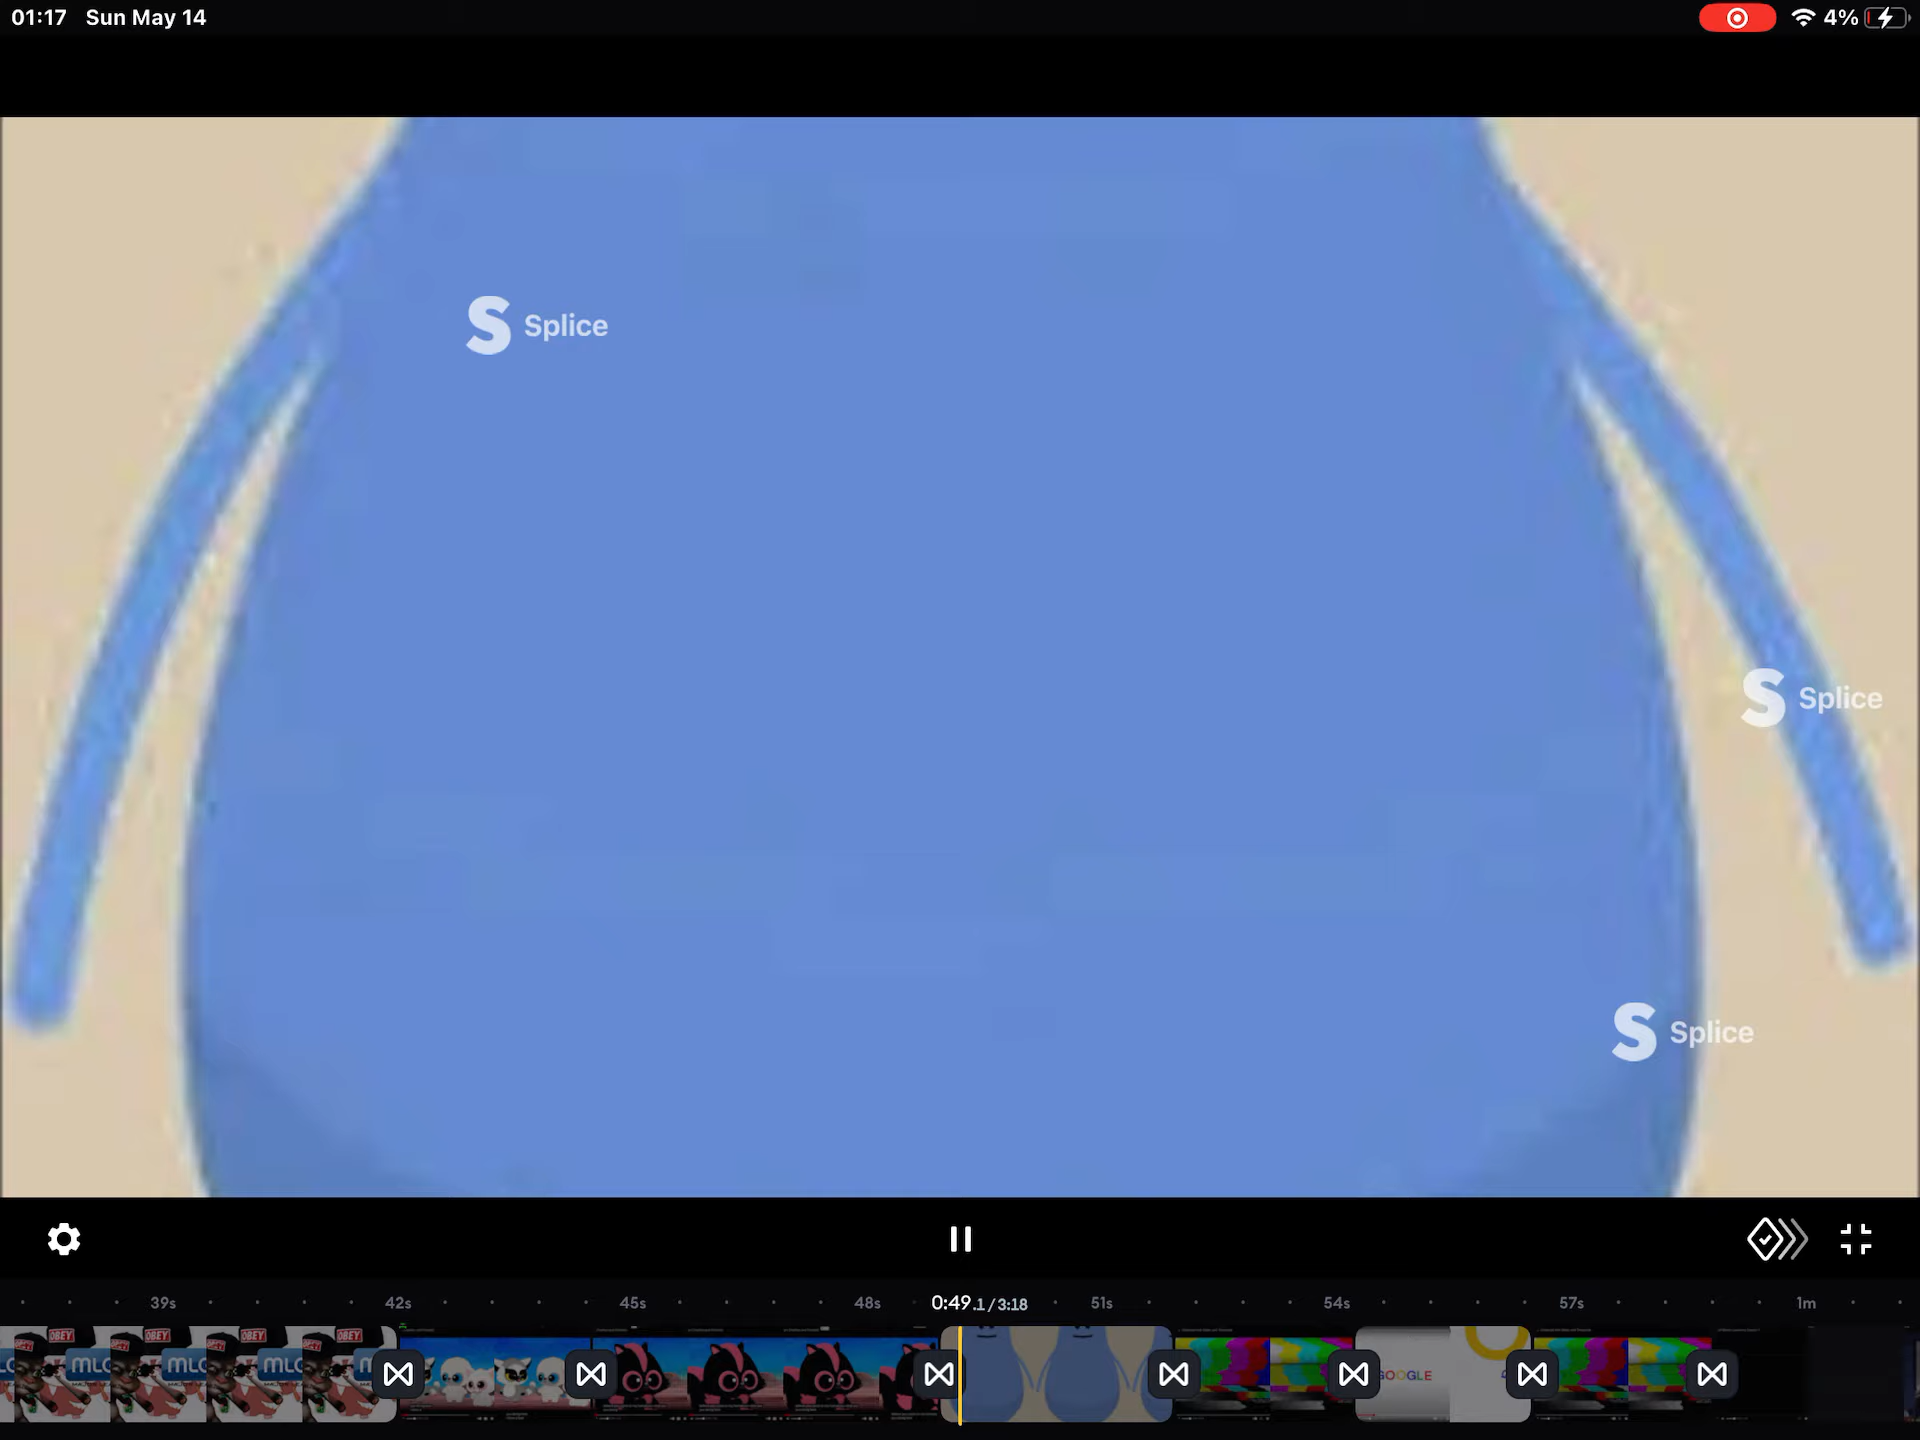 01:17 Sun May 14
4%
S Splice
S Splice
S Splice
39s 42s 45s 48s 0:49.1 / 3:18 51s 54s 57s 1m
OBEY OBEY OBEY OBEY
MLG MLG
GOOGLE